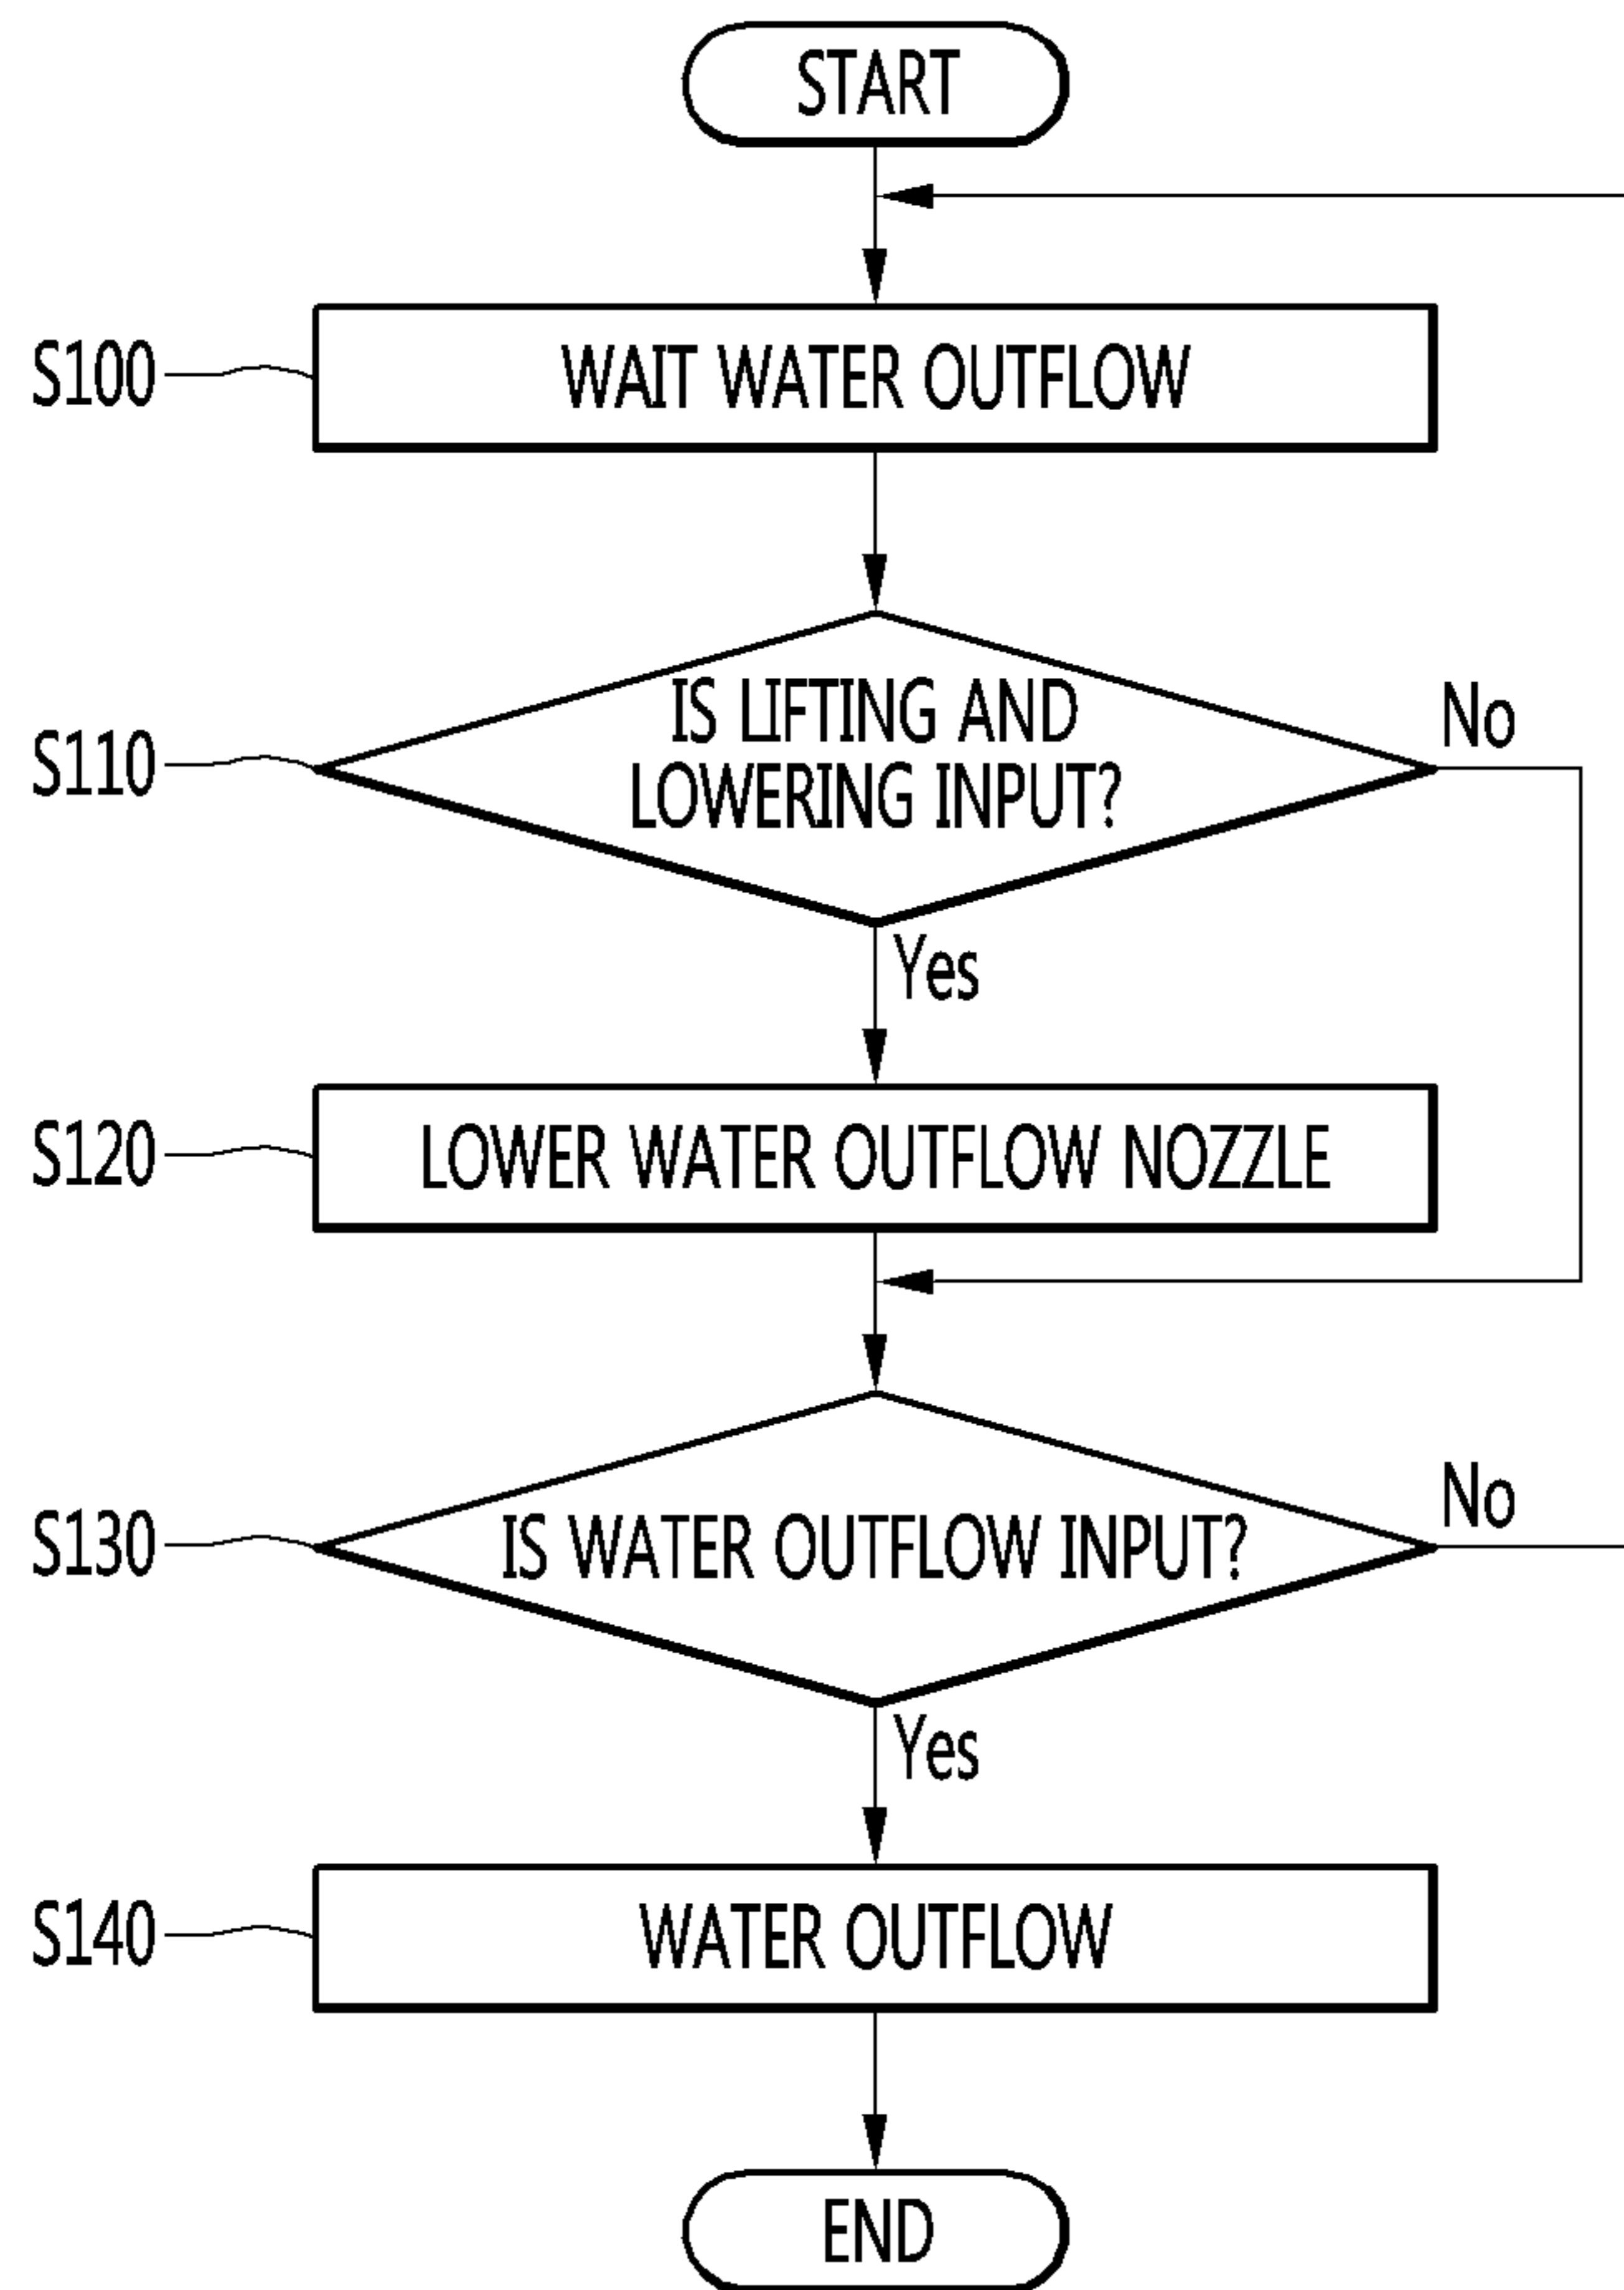 START
S100
WAIT WATER OUTFLOW
S110
IS LIFTING AND
LOWERING INPUT?
No
Yes
S120
LOWER WATER OUTFLOW NOZZLE
S130
IS WATER OUTFLOW INPUT?
No
Yes
S140
WATER OUTFLOW
END